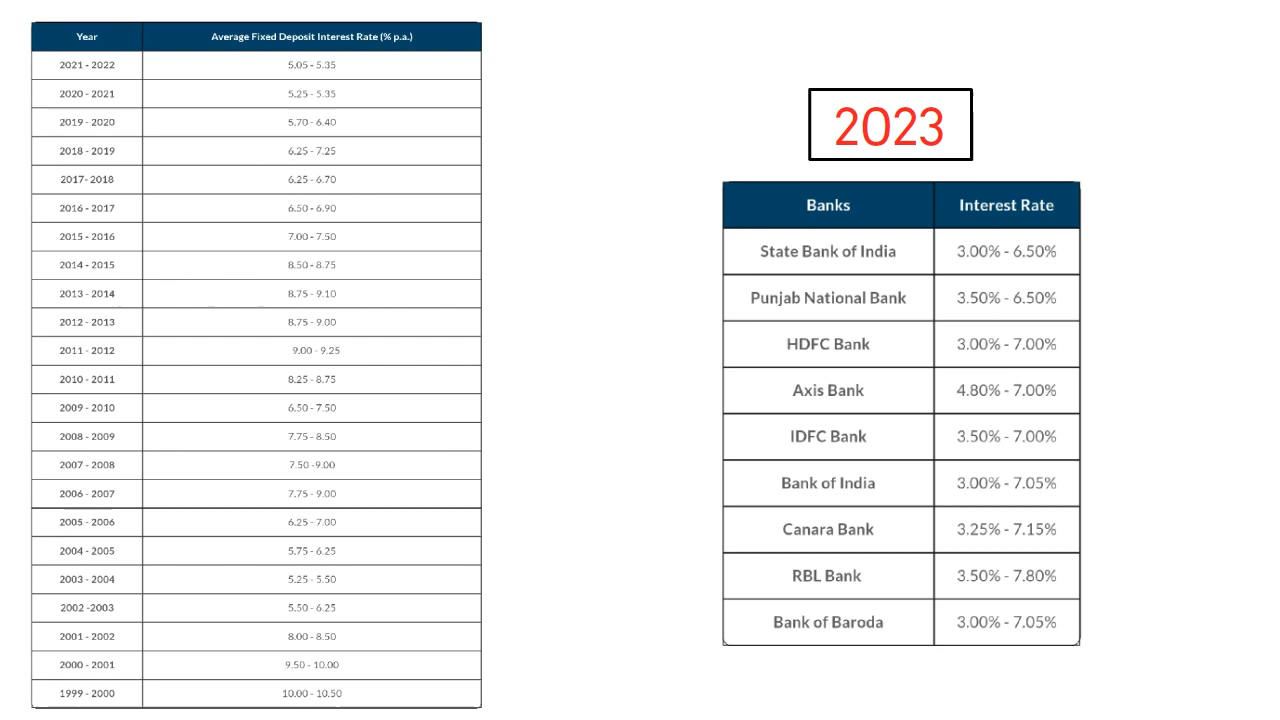 Year Average Fixed Deposit Interest Rate (% p.a.)
2021 - 2022 5.05 - 5.35
2020 - 2021 5.25 - 5.35
2019 - 2020 5.70 - 6.40
2018 - 2019 6.25 - 7.25
2017- 2018 6.25 - 6.70
2016 - 2017 6.50 - 6.90
2015 - 2016 7.00 - 7.50
2014 - 2015 8.50 - 8.75
2013 - 2014 8.75 - 9.10
2012 - 2013 8.75 - 9.00
2011 - 2012 9.00 - 9.25
2010 - 2011 8.25 - 8.75
2009 - 2010 6.50 - 7.50
2008 - 2009 7.75 - 8.50
2007 - 2008 7.50 -9.00
2006 - 2007 7.75 - 9.00
2005 - 2006 6.25 - 7.00
2004 - 2005 5.75 - 6.25
2003 - 2004 5.25 - 5.50
2002 -2003 5.50 - 6.25
2001 - 2002 8.00 - 8.50
2000 - 2001 9.50 - 10.00
1999 - 2000 10.00 - 10.50
2023
Banks Interest Rate
State Bank of India 3.00% - 6.50%
Punjab National Bank 3.50% - 6.50%
HDFC Bank 3.00% - 7.00%
Axis Bank 4.80% - 7.00%
IDFC Bank 3.50% - 7.00%
Bank of India 3.00% - 7.05%
Canara Bank 3.25% - 7.15%
RBL Bank 3.50% - 7.80%
Bank of Baroda 3.00% - 7.05%